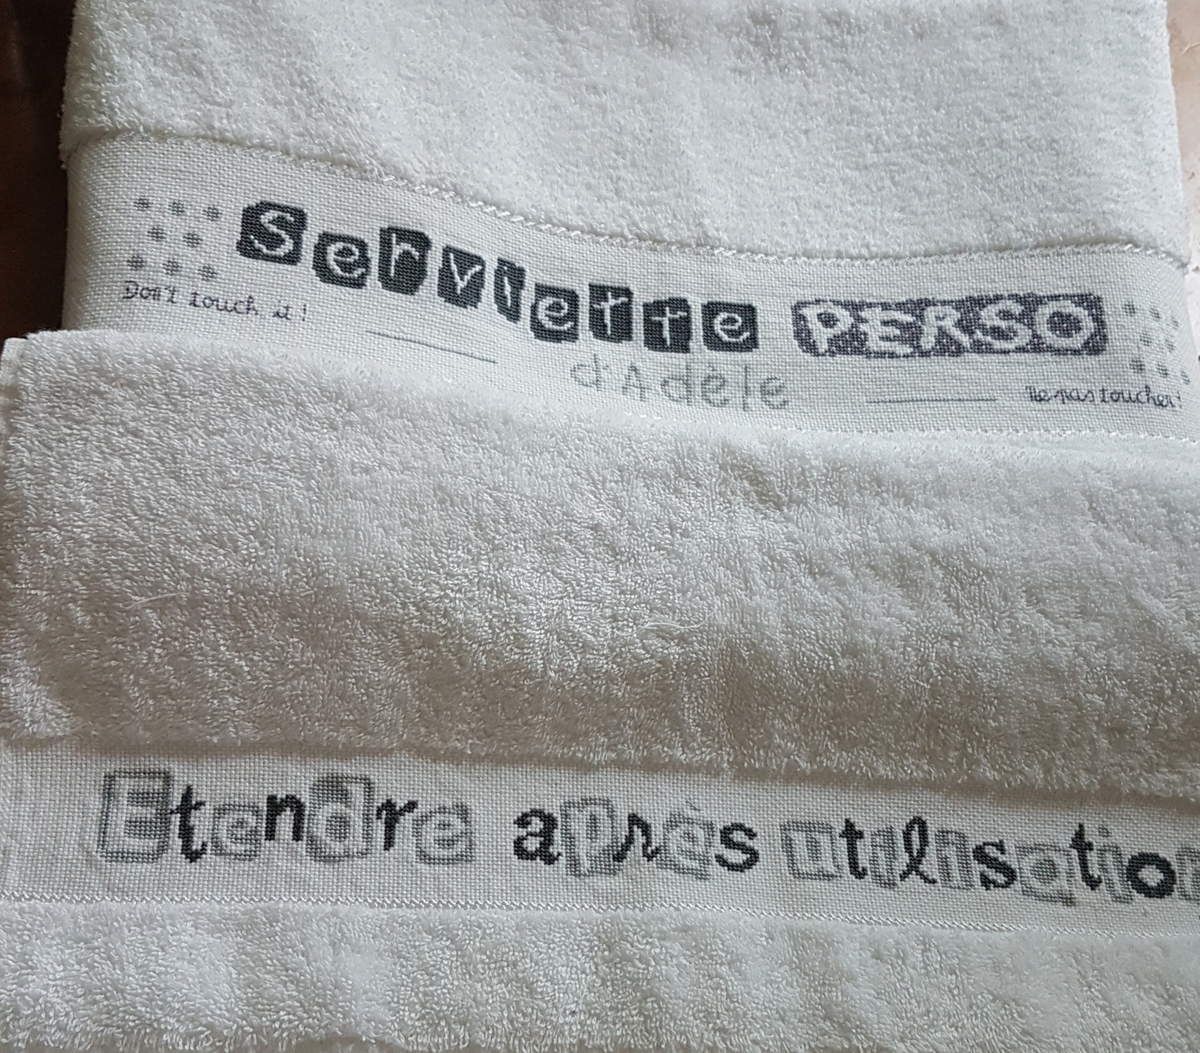 Serviette PERSO
Don't touch it!
d'Adèle
Ne pas toucher!
Etendre après utilisation